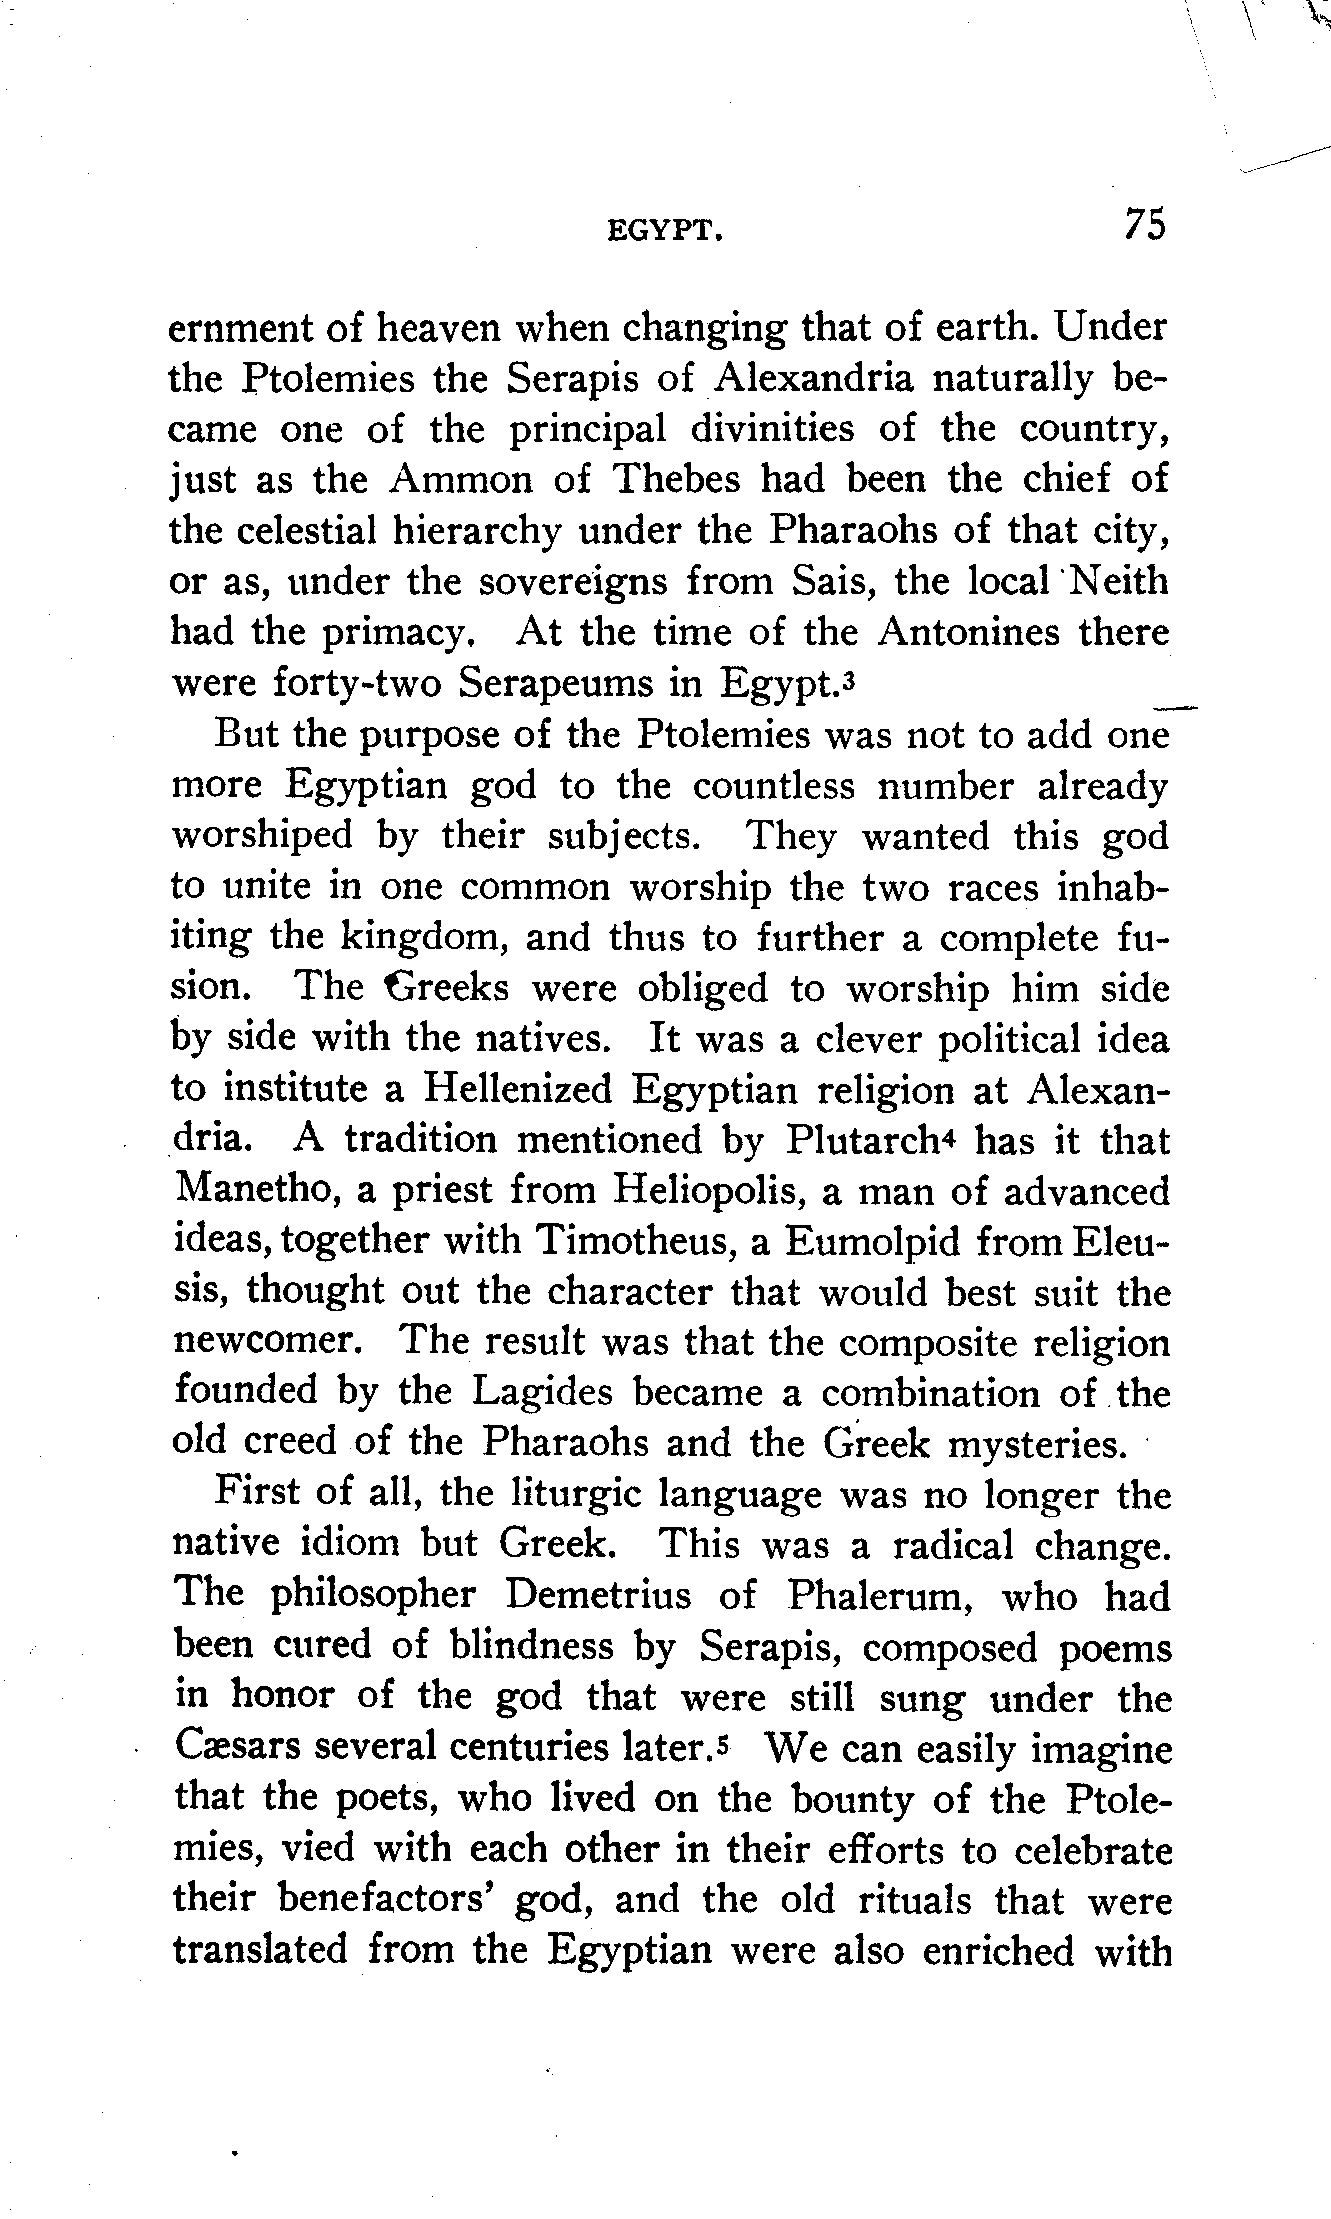 EGYPT. 75
ernment of heaven when changing that of earth. Under
the Ptolemies the Serapis of Alexandria naturally be-
came one of the principal divinities of the country,
just as the Ammon of Thebes had been the chief of
the celestial hierarchy under the Pharaohs of that city,
or as, under the sovereigns from Sais, the local Neith
had the primacy. At the time of the Antonines there
were forty-two Serapeums in Egypt.³
But the purpose of the Ptolemies was not to add one
more Egyptian god to the countless number already
worshiped by their subjects. They wanted this god
to unite in one common worship the two races inhab-
iting the kingdom, and thus to further a complete fu-
sion. The Greeks were obliged to worship him side
by side with the natives. It was a clever political idea
to institute a Hellenized Egyptian religion at Alexan-
dria. A tradition mentioned by Plutarch⁴ has it that
Manetho, a priest from Heliopolis, a man of advanced
ideas, together with Timotheus, a Eumolpid from Eleu-
sis, thought out the character that would best suit the
newcomer. The result was that the composite religion
founded by the Lagides became a combination of the
old creed of the Pharaohs and the Greek mysteries.
First of all, the liturgic language was no longer the
native idiom but Greek. This was a radical change.
The philosopher Demetrius of Phalerum, who had
been cured of blindness by Serapis, composed poems
in honor of the god that were still sung under the
Cæsars several centuries later.⁵ We can easily imagine
that the poets, who lived on the bounty of the Ptole-
mies, vied with each other in their efforts to celebrate
their benefactors' god, and the old rituals that were
translated from the Egyptian were also enriched with